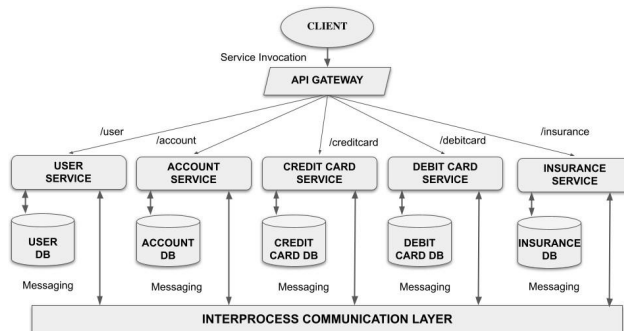 CLIENT
Service Invocation
API GATEWAY
/user
/account
/creditcard
/debitcard
/insurance
USER
SERVICE
ACCOUNT
SERVICE
CREDIT CARD
SERVICE
DEBIT CARD
SERVICE
INSURANCE
SERVICE
USER
DB
ACCOUNT
DB
CREDIT
CARD DB
DEBIT
CARD DB
INSURANCE
DB
Messaging
Messaging
Messaging
Messaging
Messaging
INTERPROCESS COMMUNICATION LAYER